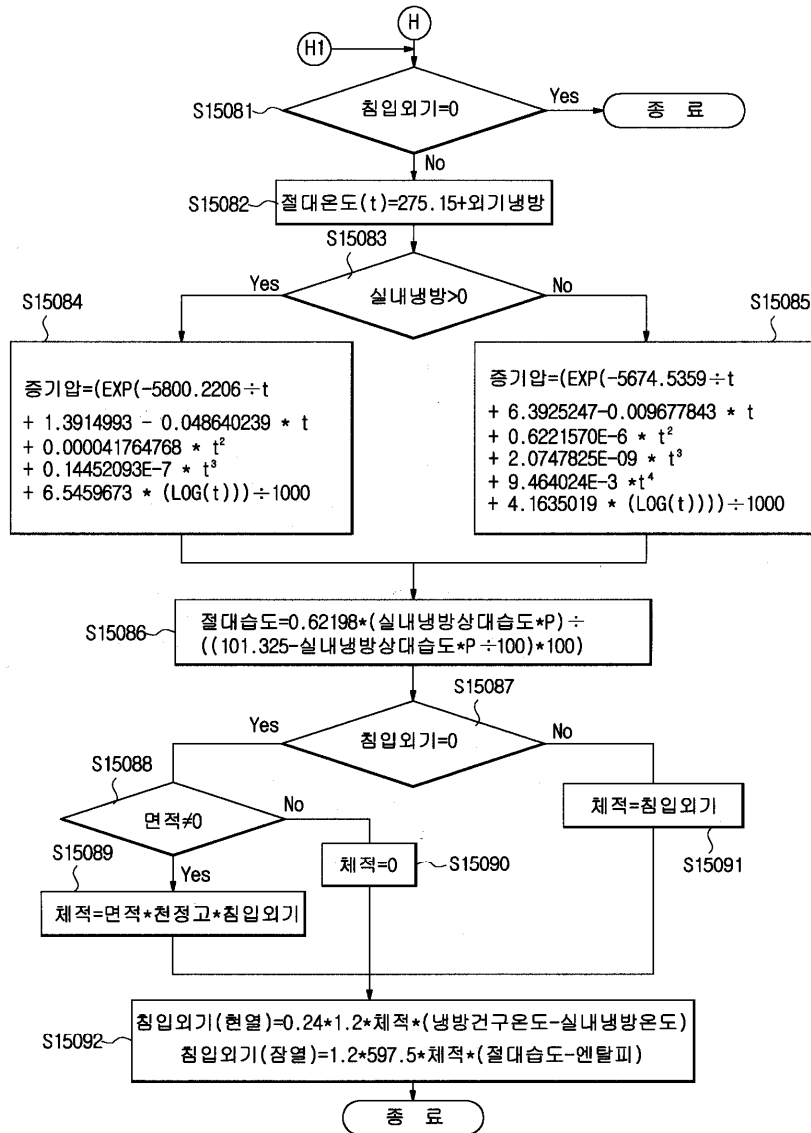 H
H1
S15081
침입외기=0
Yes
종 료
No
S15082
절대온도(t)=275.15+외기냉방
S15083
Yes
실내냉방>0
No
S15084
증기압=(EXP(-5800.2206÷t
+ 1.3914993 - 0.048640239 * t
+ 0.000041764768 * t²
+ 0.14452093E-7 * t³
+ 6.5459673 * (LOG(t)))÷1000
S15085
증기압=(EXP(-5674.5359÷t
+ 6.3925247-0.009677843 * t
+ 0.6221570E-6 * t²
+ 2.0747825E-09 * t³
+ 9.464024E-3 *t⁴
+ 4.1635019 * (LOG(t))))÷1000
S15086
절대습도=0.62198*(실내냉방상대습도*P)÷
((101.325-실내냉방상대습도*P÷100)*100)
S15087
Yes
침입외기=0
No
S15088
면적≠0
No
체적=침입외기
S15091
S15089
Yes
체적=0
S15090
체적=면적*천정고*침입외기
S15092
침입외기(현열)=0.24*1.2*체적*(냉방건구온도-실내냉방온도)
침입외기(잠열)=1.2*597.5*체적*(절대습도-엔탈피)
종 료